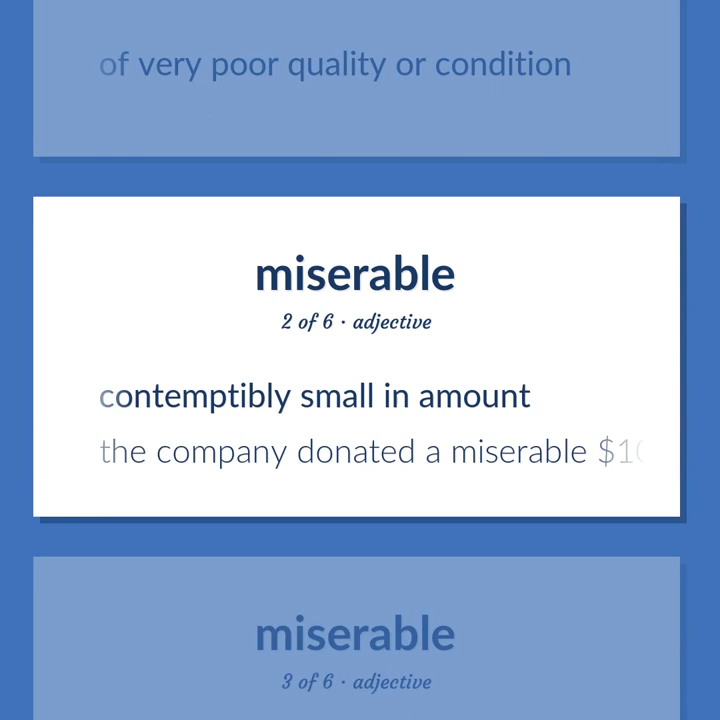 of very poor quality or condition
miserable
2 of 6 · adjective
contemptibly small in amount
the company donated a miserable $10
miserable
3 of 6 · adjective